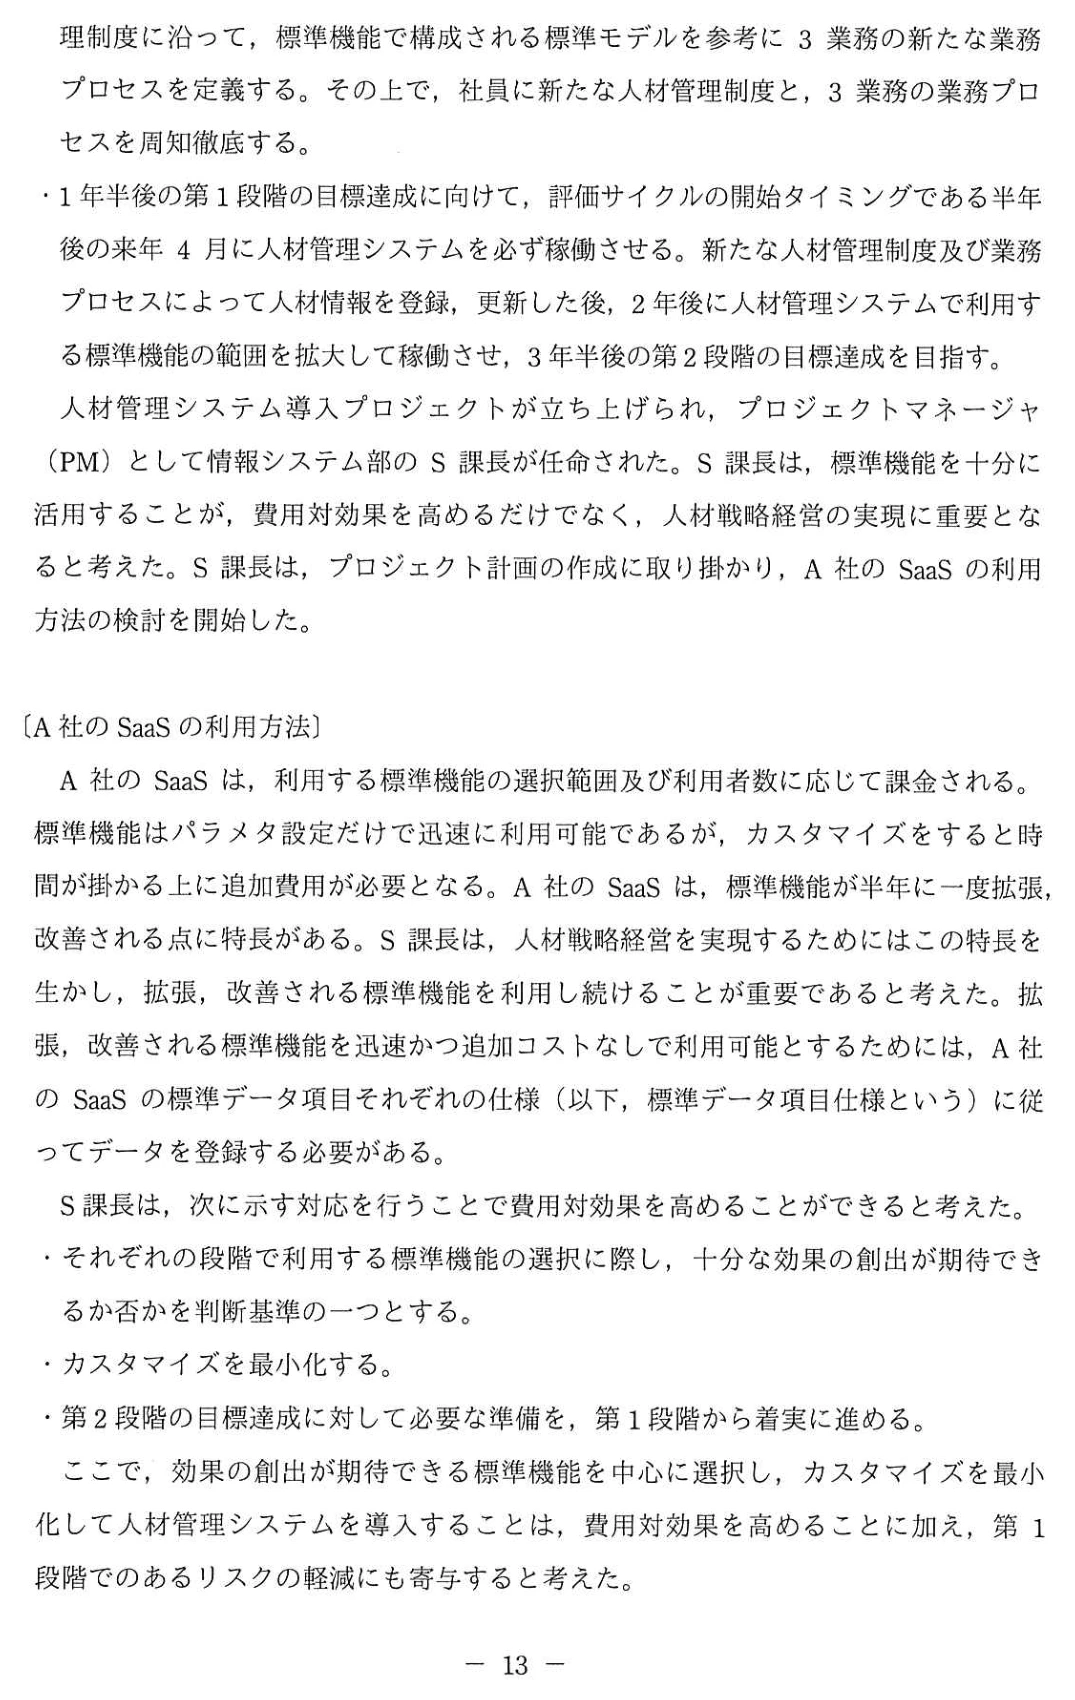 理制度に沿って，標準機能で構成される標準モデルを参考に 3 業務の新たな業務
プロセスを定義する。その上で，社員に新たな人材管理制度と，3 業務の業務プロ
セスを周知徹底する。
・1 年半後の第 1 段階の目標達成に向けて，評価サイクルの開始タイミングである半年
後の来年 4 月に人材管理システムを必ず稼働させる。新たな人材管理制度及び業務
プロセスによって人材情報を登録，更新した後，2 年後に人材管理システムで利用す
る標準機能の範囲を拡大して稼働させ，3 年半後の第 2 段階の目標達成を目指す。
人材管理システム導入プロジェクトが立ち上げられ，プロジェクトマネージャ
（PM）として情報システム部の S 課長が任命された。S 課長は，標準機能を十分に
活用することが，費用対効果を高めるだけでなく，人材戦略経営の実現に重要とな
ると考えた。S 課長は，プロジェクト計画の作成に取り掛かり，A 社の SaaS の利用
方法の検討を開始した。
〔A 社の SaaS の利用方法〕
A 社の SaaS は，利用する標準機能の選択範囲及び利用者数に応じて課金される。
標準機能はパラメタ設定だけで迅速に利用可能であるが，カスタマイズをすると時
間が掛かる上に追加費用が必要となる。A 社の SaaS は，標準機能が半年に一度拡張，
改善される点に特長がある。S 課長は，人材戦略経営を実現するためにはこの特長を
生かし，拡張，改善される標準機能を利用し続けることが重要であると考えた。拡
張，改善される標準機能を迅速かつ追加コストなしで利用可能とするためには，A 社
の SaaS の標準データ項目それぞれの仕様（以下，標準データ項目仕様という）に従
ってデータを登録する必要がある。
S 課長は，次に示す対応を行うことで費用対効果を高めることができると考えた。
・それぞれの段階で利用する標準機能の選択に際し，十分な効果の創出が期待でき
るか否かを判断基準の一つとする。
・カスタマイズを最小化する。
・第 2 段階の目標達成に対して必要な準備を，第 1 段階から着実に進める。
ここで，効果の創出が期待できる標準機能を中心に選択し，カスタマイズを最小
化して人材管理システムを導入することは，費用対効果を高めることに加え，第 1
段階でのあるリスクの軽減にも寄与すると考えた。
－ 13 －